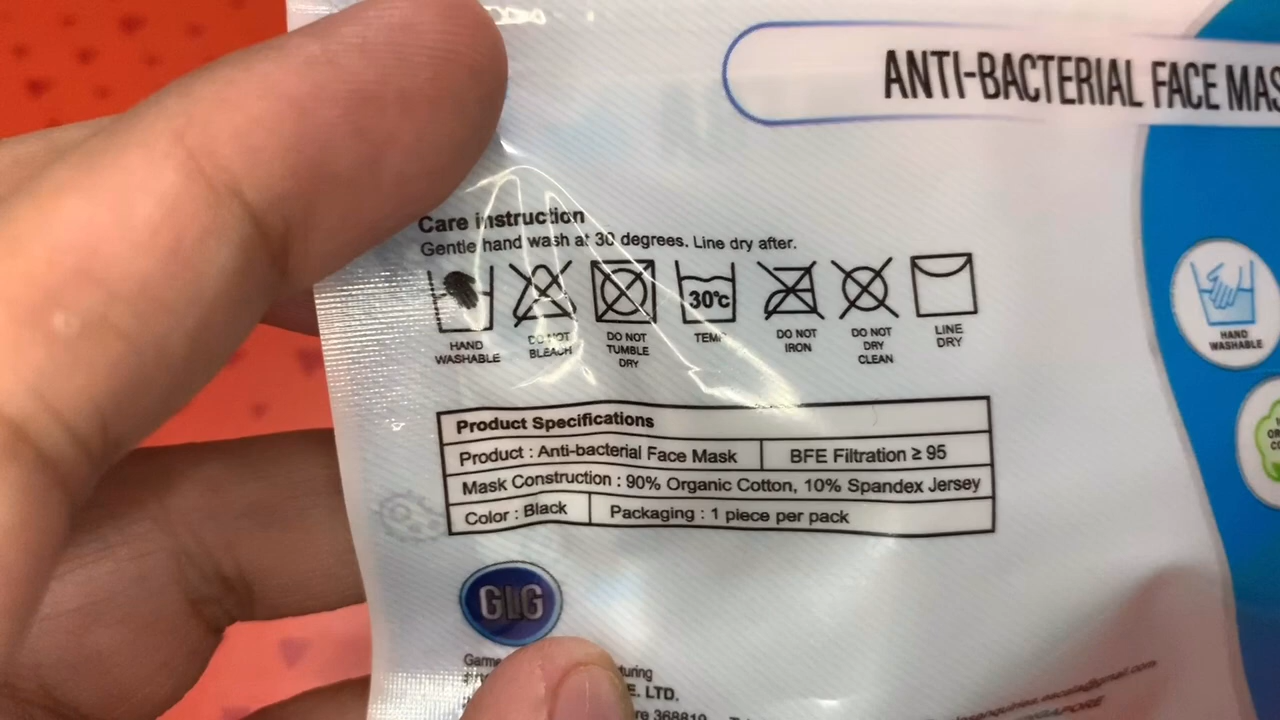 ANTI-BACTERIAL FACE
Care instruction
Gentle hand wash at 30 degrees. Line dry after.
30°c
HAND
WASHABLE
DO NOT
BLEACH
DO NOT
TUMBLE
DRY
TEMP
DO NOT
IRON
DO NOT
DRY
CLEAN
LINE
DRY
HAND
WASHABLE
Product Specifications
Product : Anti-bacterial Face Mask
BFE Filtration ≥ 95
Mask Construction : 90% Organic Cotton, 10% Spandex Jersey
Color : Black
Packaging : 1 piece per pack
GLG
LTD.
368819